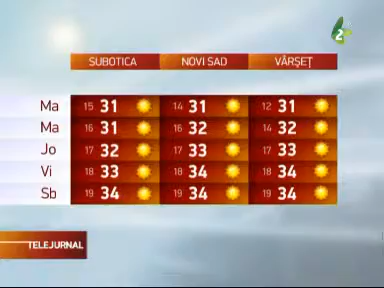 2
SUBOTICA NOVI SAD VÂRȘEȚ
Ma 15 31 14 31 12 31
Ma 16 31 16 32 14 32
Jo 17 32 17 33 17 33
Vi 18 33 18 34 18 34
Sb 19 34 19 34 19 34
TELEJURNAL